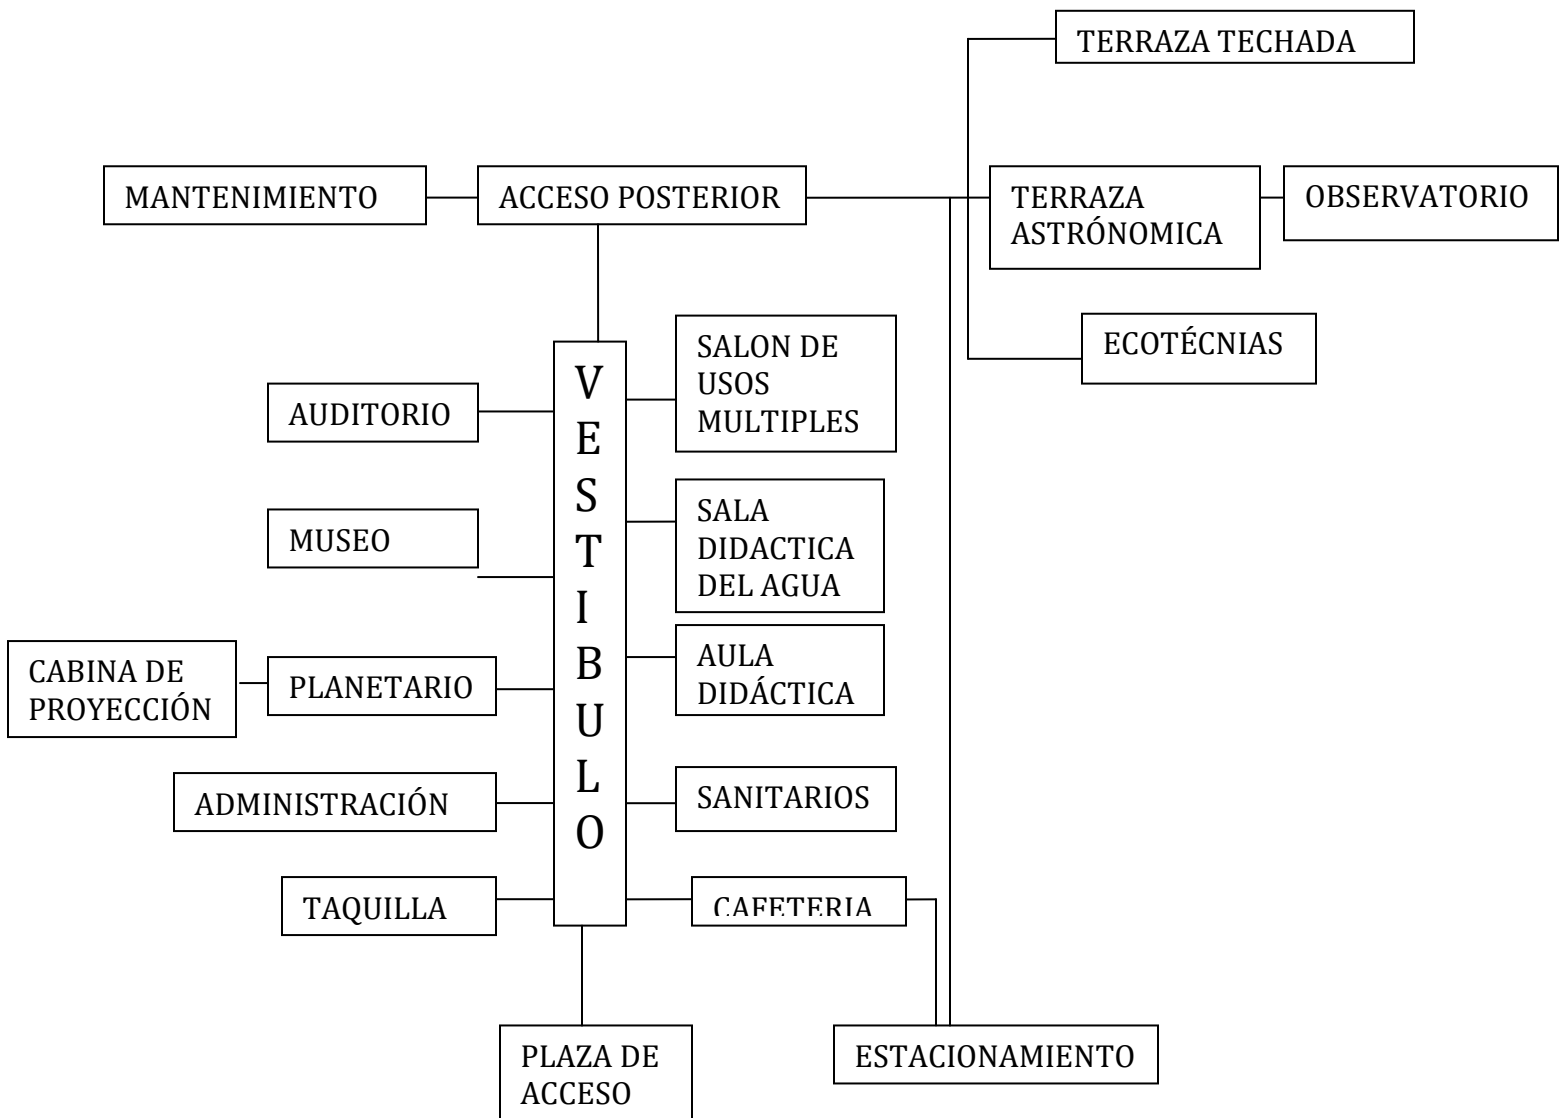 TERRAZA TECHADA
MANTENIMIENTO
ACCESO POSTERIOR
TERRAZA
ASTRÓNOMICA
OBSERVATORIO
ECOTÉCNIAS
VESTIBULO
SALON DE
USOS
MULTIPLES
AUDITORIO
SALA
DIDACTICA
DEL AGUA
MUSEO
AULA
DIDÁCTICA
CABINA DE
PROYECCIÓN
PLANETARIO
ADMINISTRACIÓN
SANITARIOS
TAQUILLA
CAFETERIA
PLAZA DE
ACCESO
ESTACIONAMIENTO